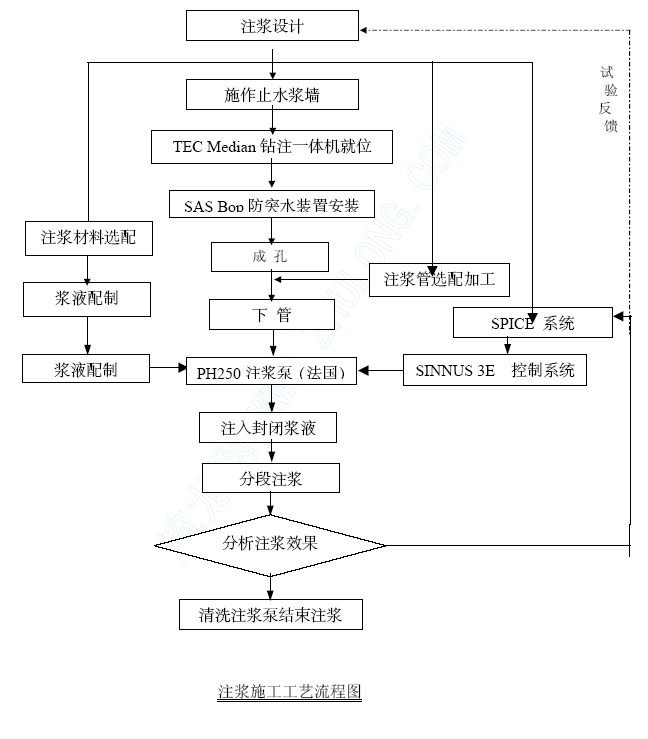 注浆设计
试
验
反
馈
施作止水浆墙
TEC Median 钻注一体机就位
SAS Bop 防突水装置安装
注浆材料选配
成 孔
注浆管选配加工
浆液配制
下 管
SPICE 系统
浆液配制
PH250 注浆泵（法国）
SINNUS 3E 控制系统
注入封闭浆液
分段注浆
分析注浆效果
清洗注浆泵结束注浆
注浆施工工艺流程图